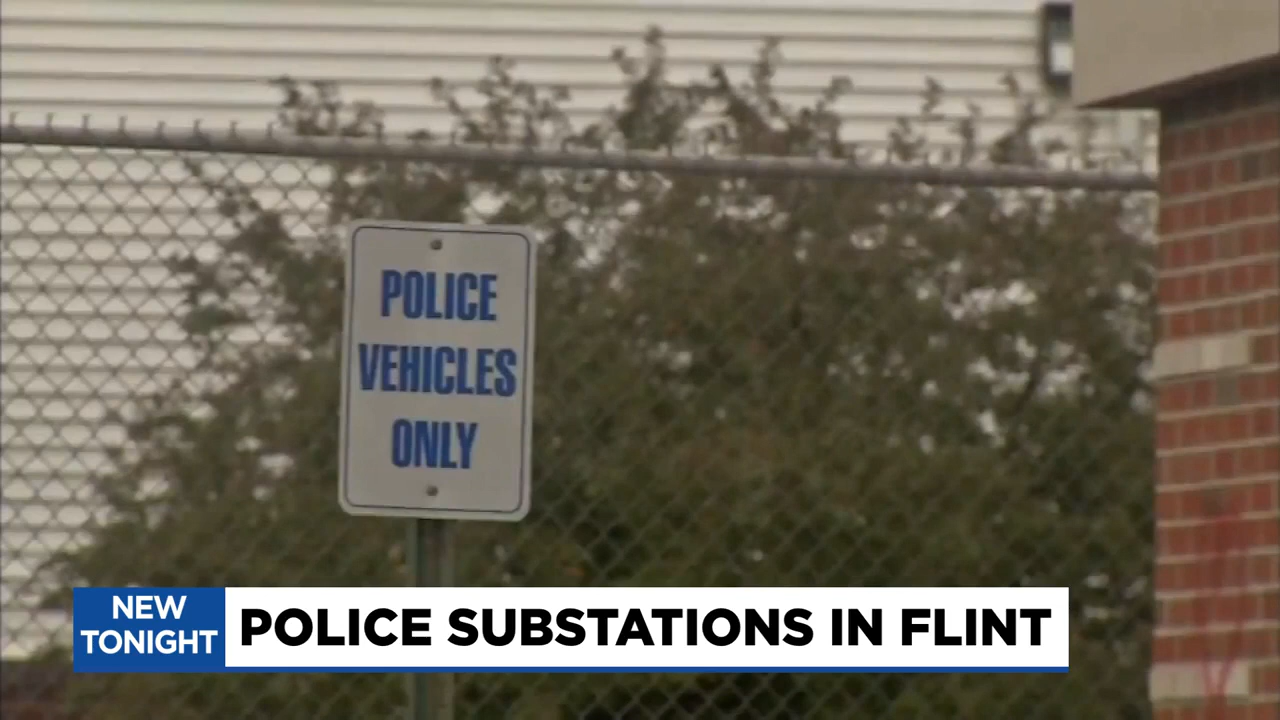 POLICE
VEHICLES
ONLY
NEW
TONIGHT
POLICE SUBSTATIONS IN FLINT